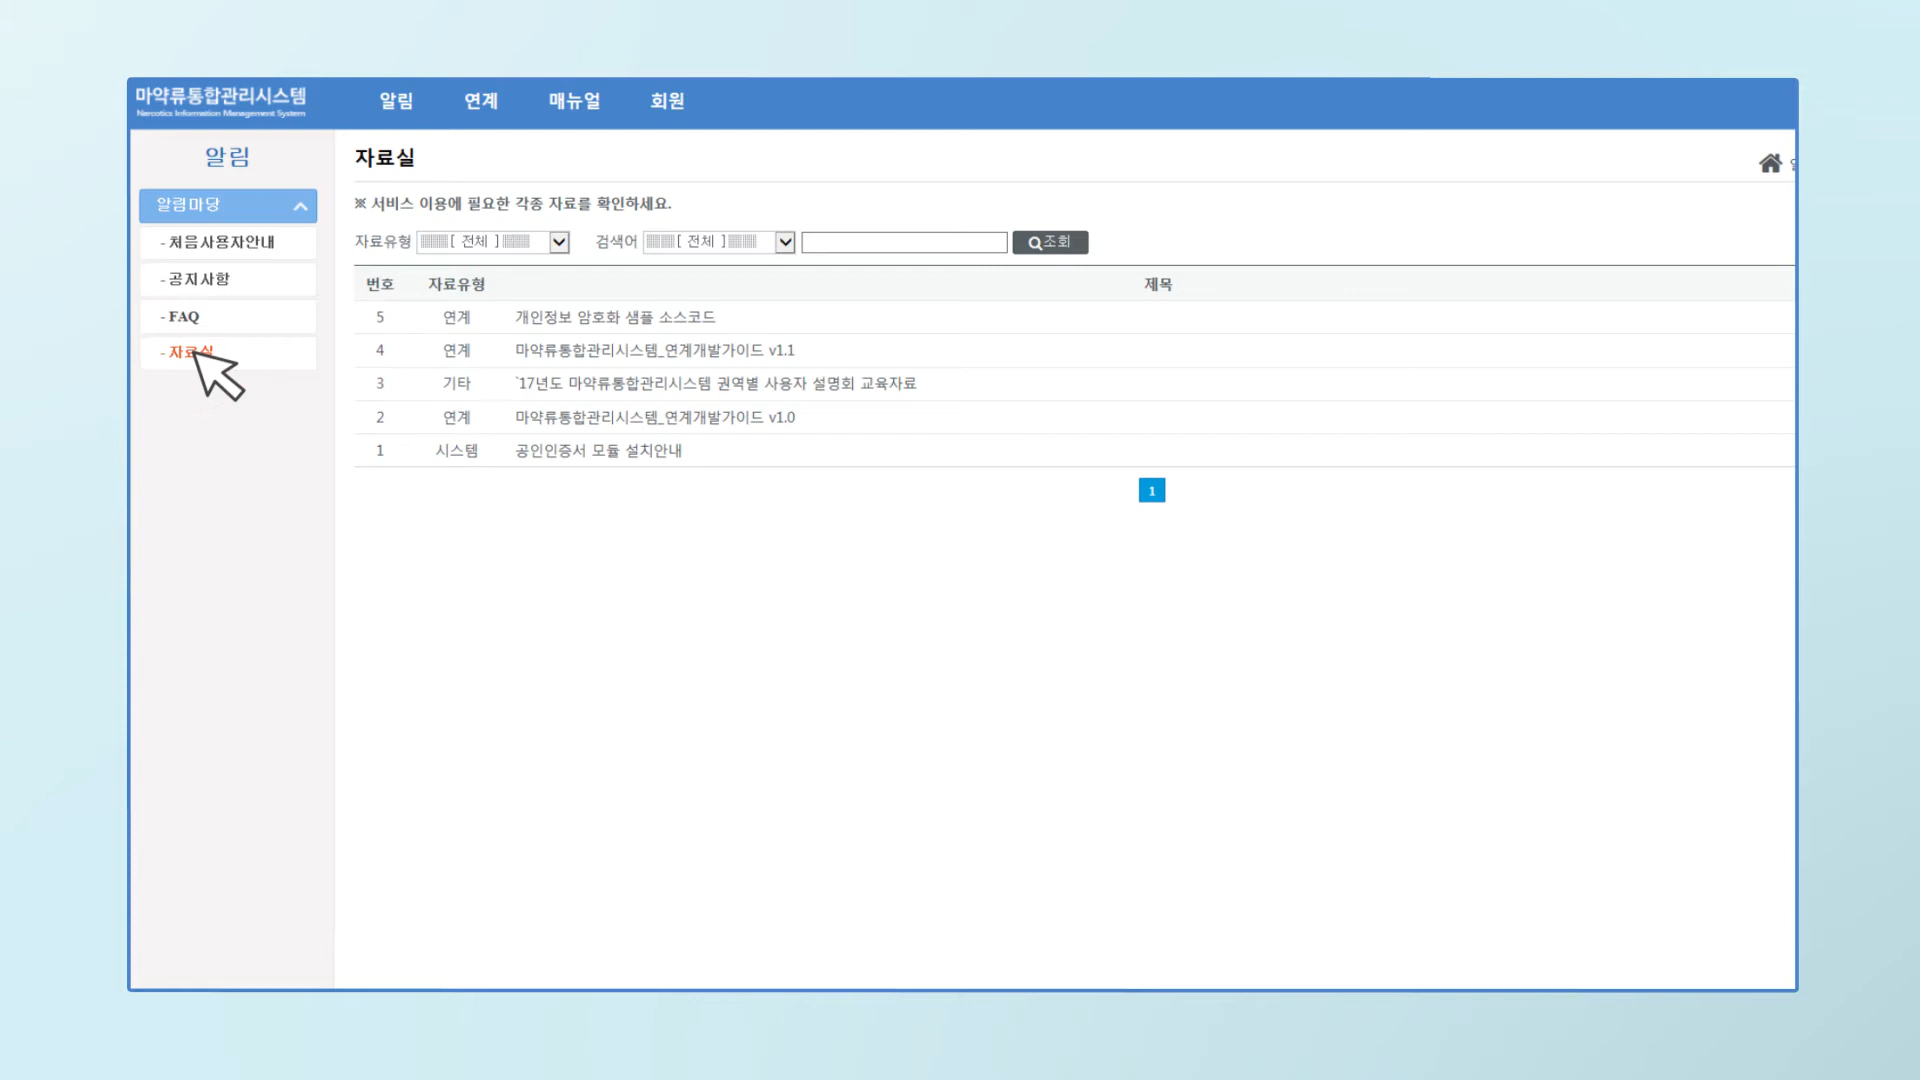 마약류통합관리시스템
Narcotics Information Management System
알림 연계 매뉴얼 회원
알림
알림마당
- 처음사용자안내
- 공지사항
- FAQ
- 자료실
자료실
※ 서비스 이용에 필요한 각종 자료를 확인하세요.
자료유형 [ 전체 ] 검색어 [ 전체 ] 조회
번호 자료유형 제목
5 연계 개인정보 암호화 샘플 소스코드
4 연계 마약류통합관리시스템_연계개발가이드 v1.1
3 기타 `17년도 마약류통합관리시스템 권역별 사용자 설명회 교육자료
2 연계 마약류통합관리시스템_연계개발가이드 v1.0
1 시스템 공인인증서 모듈 설치안내
1